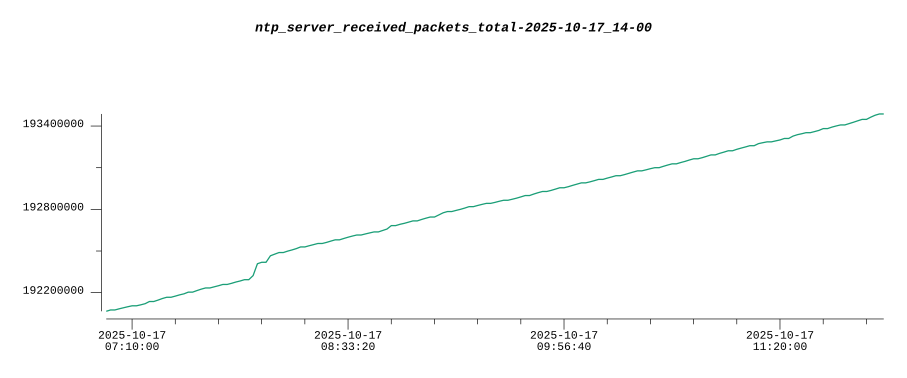 ntp_server_received_packets_total-2025-10-17_14-00
193400000
192800000
192200000
2025-10-17 2025-10-17 2025-10-17 2025-10-17
07:10:00 08:33:20 09:56:40 11:20:00